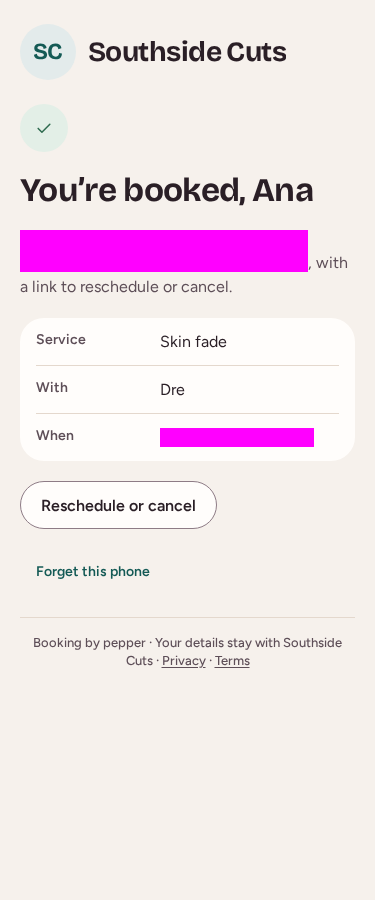 SC Southside Cuts
You’re booked, Ana
, with
a link to reschedule or cancel.
Service Skin fade
With Dre
When
Reschedule or cancel
Forget this phone
Booking by pepper · Your details stay with Southside
Cuts · Privacy · Terms